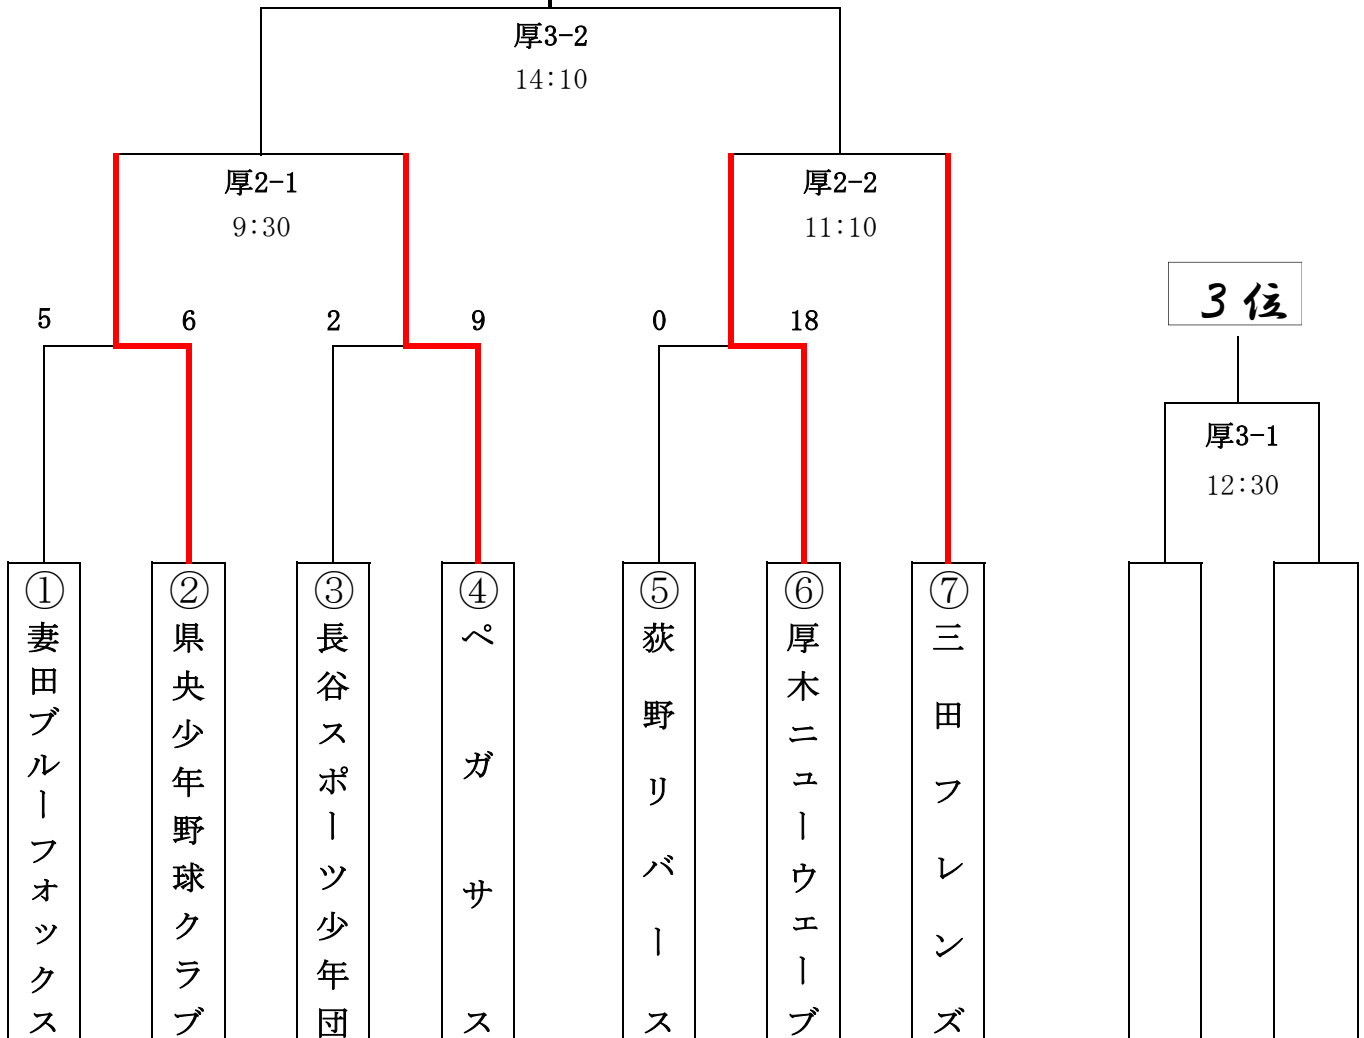 厚3-2
14:10
厚2-1
9:30
厚2-2
11:10
3位
5
6
2
9
0
18
厚3-1
12:30
①妻田ブルーフォックス
②県央少年野球クラブ
③長谷スポーツ少年団
④ペガサス
⑤荻野リバース
⑥厚木ニューウェーブ
⑦三田フレンズ